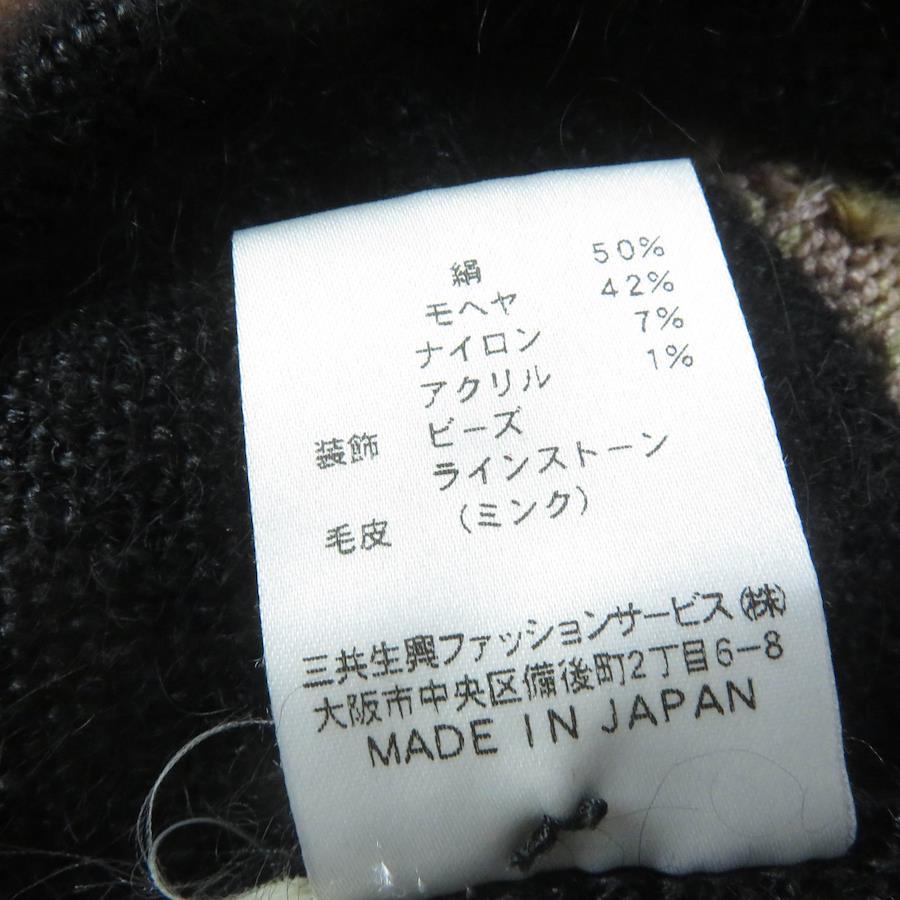 絹 50%
モヘヤ 42%
ナイロン 7%
アクリル 1%
装飾 ビーズ
ラインストーン
毛皮 (ミンク)
三共生興ファッションサービス(株)
大阪市中央区備後町2丁目6-8
MADE IN JAPAN